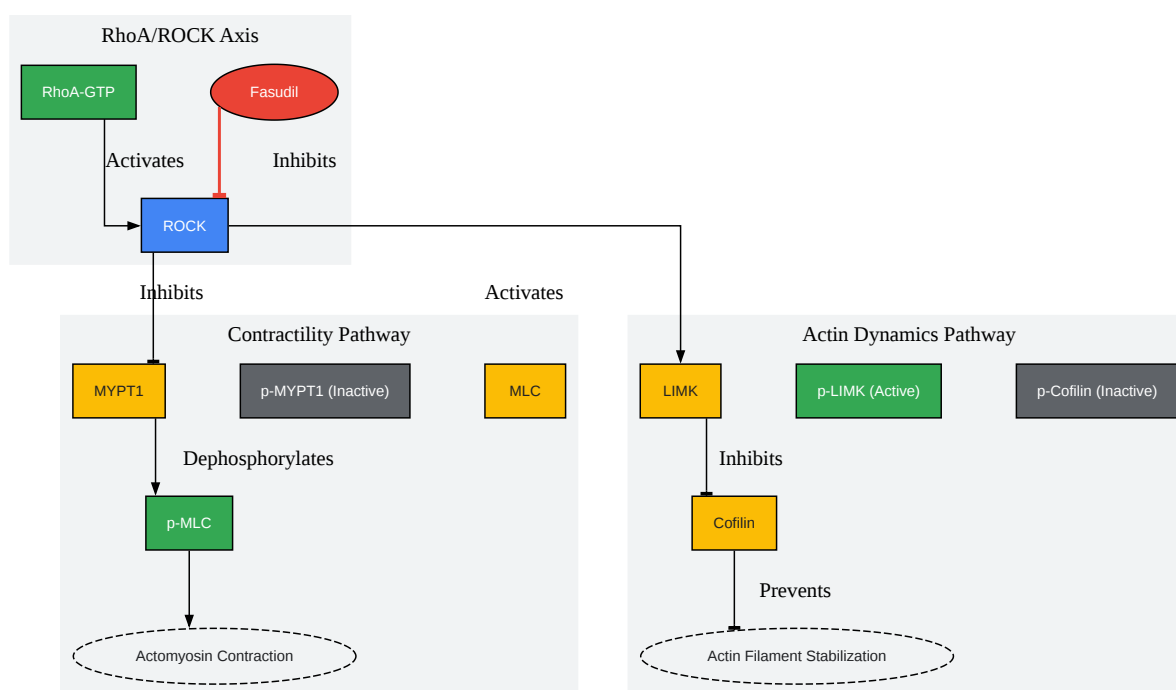 RhoA/ROCK Axis
RhoA-GTP
Fasudil
Activates
Inhibits
ROCK
Inhibits
Activates
Contractility Pathway
Actin Dynamics Pathway
MYPT1
p-MYPT1 (Inactive)
MLC
LIMK
p-LIMK (Active)
p-Cofilin (Inactive)
Dephosphorylates
Inhibits
p-MLC
Cofilin
Prevents
Actomyosin Contraction
Actin Filament Stabilization